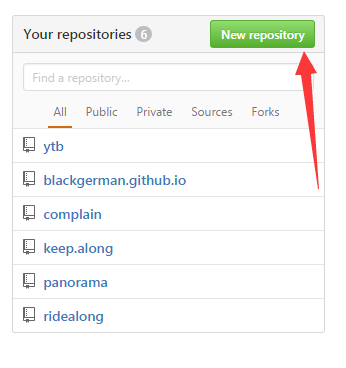 Your repositories 6 New repository
Find a repository...
All Public Private Sources Forks
ytb
blackgerman.github.io
complain
keep.along
panorama
ridealong